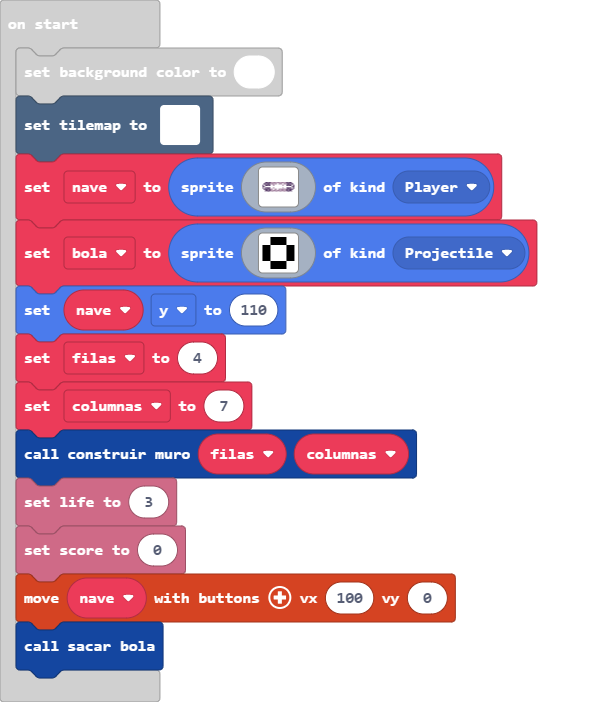 on start
set background color to
set tilemap to
set nave to sprite of kind Player
set bola to sprite of kind Projectile
set nave y to 110
set filas to 4
set columnas to 7
call construir muro filas columnas
set life to 3
set score to 0
move nave with buttons + vx 100 vy 0
call sacar bola